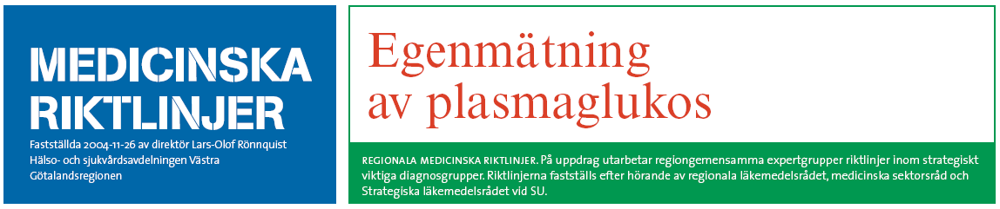 MEDICINSKA
RIKTLINJER
Fastställda 2004-11-26 av direktör Lars-Olof Rönnquist
Hälso- och sjukvårdsavdelningen Västra
Götalandsregionen
Egenmätning
av plasmaglukos
REGIONALA MEDICINSKA RIKTLINJER. På uppdrag utarbetar regiongemensamma expertgrupper riktlinjer inom strategiskt
viktiga diagnosgrupper. Riktlinjerna fastställs efter hörande av regionala läkemedelsrådet, medicinska sektorsråd och
Strategiska läkemedelsrådet vid SU.